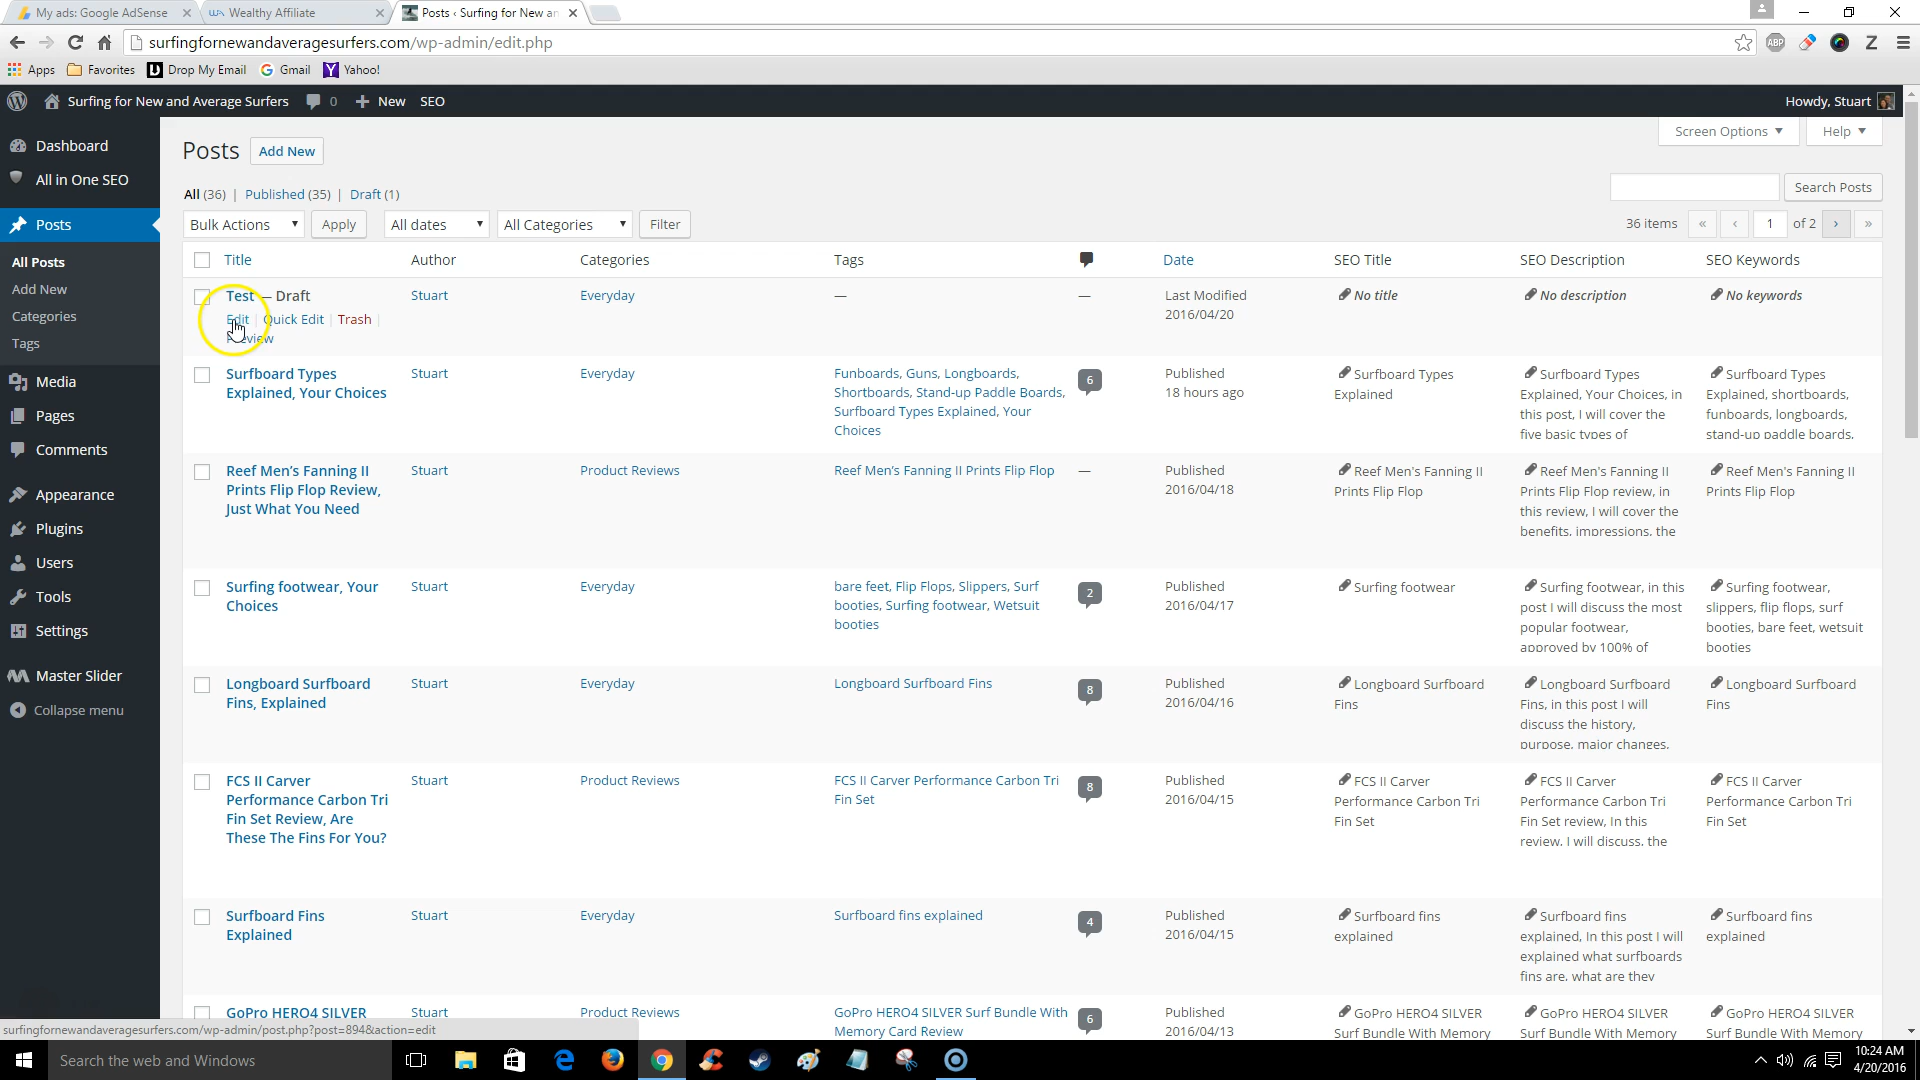 My ads: Google AdSense
Wealthy Affiliate
Posts ‹ Surfing for New an
surfingfornewandaveragesurfers.com/wp-admin/edit.php
ABP
Z
Apps
Favorites
Drop My Email
Gmail
Yahoo!
Surfing for New and Average Surfers
0
New
SEO
Howdy, Stuart
Dashboard
All in One SEO
Posts
All Posts
Add New
Categories
Tags
Media
Pages
Comments
Appearance
Plugins
Users
Tools
Settings
Master Slider
Collapse menu
Posts
Add New
Screen Options
Help
All (36) | Published (35) | Draft (1)
Search Posts
Bulk Actions
Apply
All dates
All Categories
Filter
36 items
«
‹
1
of 2
›
»
Title
Author
Categories
Tags
Date
SEO Title
SEO Description
SEO Keywords
Test — Draft
Edit | Quick Edit | Trash |
Preview
Stuart
Everyday
—
—
Last Modified
2016/04/20
No title
No description
No keywords
Surfboard Types
Explained, Your Choices
Stuart
Everyday
Funboards, Guns, Longboards,
Shortboards, Stand-up Paddle Boards,
Surfboard Types Explained, Your
Choices
6
Published
18 hours ago
Surfboard Types
Explained
Surfboard Types
Explained, Your Choices, in
this post, I will cover the
five basic types of
Surfboard Types
Explained, shortboards,
funboards, longboards,
stand-up paddle boards,
Reef Men's Fanning II
Prints Flip Flop Review,
Just What You Need
Stuart
Product Reviews
Reef Men's Fanning II Prints Flip Flop
—
Published
2016/04/18
Reef Men's Fanning II
Prints Flip Flop
Reef Men's Fanning II
Prints Flip Flop review, in
this review, I will cover the
benefits, impressions, the
Reef Men's Fanning II
Prints Flip Flop
Surfing footwear, Your
Choices
Stuart
Everyday
bare feet, Flip Flops, Slippers, Surf
booties, Surfing footwear, Wetsuit
booties
2
Published
2016/04/17
Surfing footwear
Surfing footwear, in this
post I will discuss the most
popular footwear,
approved by 100% of
Surfing footwear,
slippers, flip flops, surf
booties, bare feet, wetsuit
booties
Longboard Surfboard
Fins, Explained
Stuart
Everyday
Longboard Surfboard Fins
8
Published
2016/04/16
Longboard Surfboard
Fins
Longboard Surfboard
Fins, in this post I will
discuss the history,
purpose, major changes,
Longboard Surfboard
Fins
FCS II Carver
Performance Carbon Tri
Fin Set Review, Are
These The Fins For You?
Stuart
Product Reviews
FCS II Carver Performance Carbon Tri
Fin Set
8
Published
2016/04/15
FCS II Carver
Performance Carbon Tri
Fin Set
FCS II Carver
Performance Carbon Tri
Fin Set review, In this
review, I will discuss, the
FCS II Carver
Performance Carbon Tri
Fin Set
Surfboard Fins
Explained
Stuart
Everyday
Surfboard fins explained
4
Published
2016/04/15
Surfboard fins
explained
Surfboard fins
explained, In this post I will
explained what surfboards
fins are, what are they
Surfboard fins
explained
GoPro HERO4 SILVER
Stuart
Product Reviews
GoPro HERO4 SILVER Surf Bundle With
Memory Card Review
6
Published
2016/04/13
GoPro HERO4 SILVER
Surf Bundle With Memory
GoPro HERO4 SILVER
Surf Bundle With Memory
GoPro HERO4 SILVER
Surf Bundle With Memory
surfingfornewandaveragesurfers.com/wp-admin/post.php?post=894&action=edit
Search the web and Windows
10:24 AM
4/20/2016